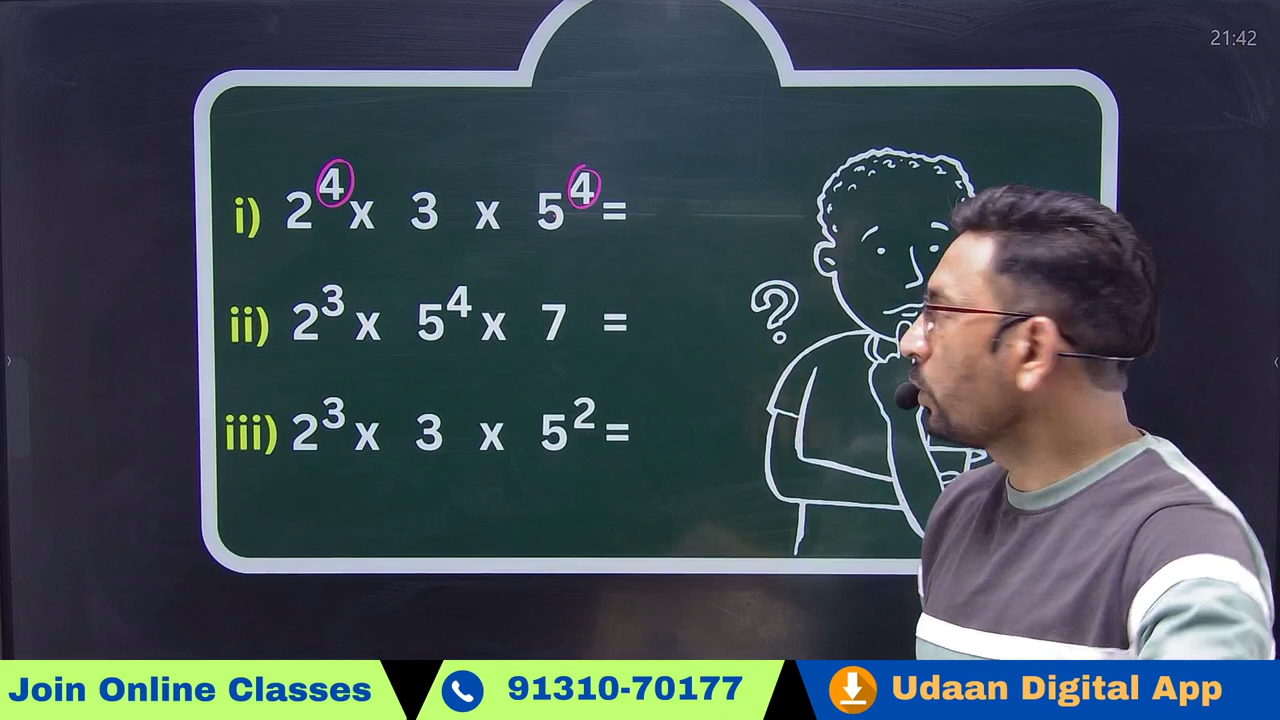 21:42
i) 2⁴ x 3 x 5⁴ =
ii) 2³ x 5⁴ x 7 =
iii) 2³ x 3 x 5² =
?
Join Online Classes 91310-70177 Udaan Digital App